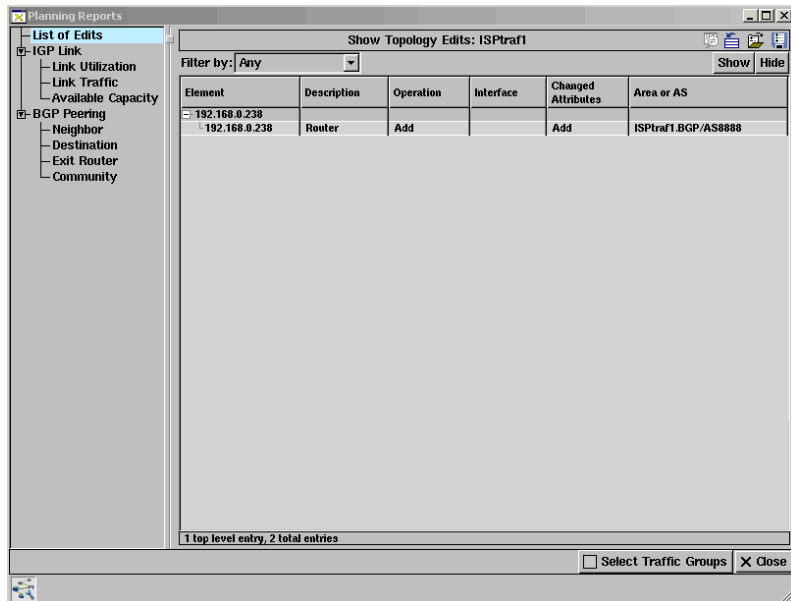 Planning Reports
List of Edits
IGP Link
Link Utilization
Link Traffic
Available Capacity
BGP Peering
Neighbor
Destination
Exit Router
Community
Show Topology Edits: ISPtraf1
Filter by: Any
Show Hide
Element Description Operation Interface Changed Attributes Area or AS
192.168.0.238
192.168.0.238 Router Add Add ISPtraf1.BGP/AS8888
1 top level entry, 2 total entries
Select Traffic Groups Close